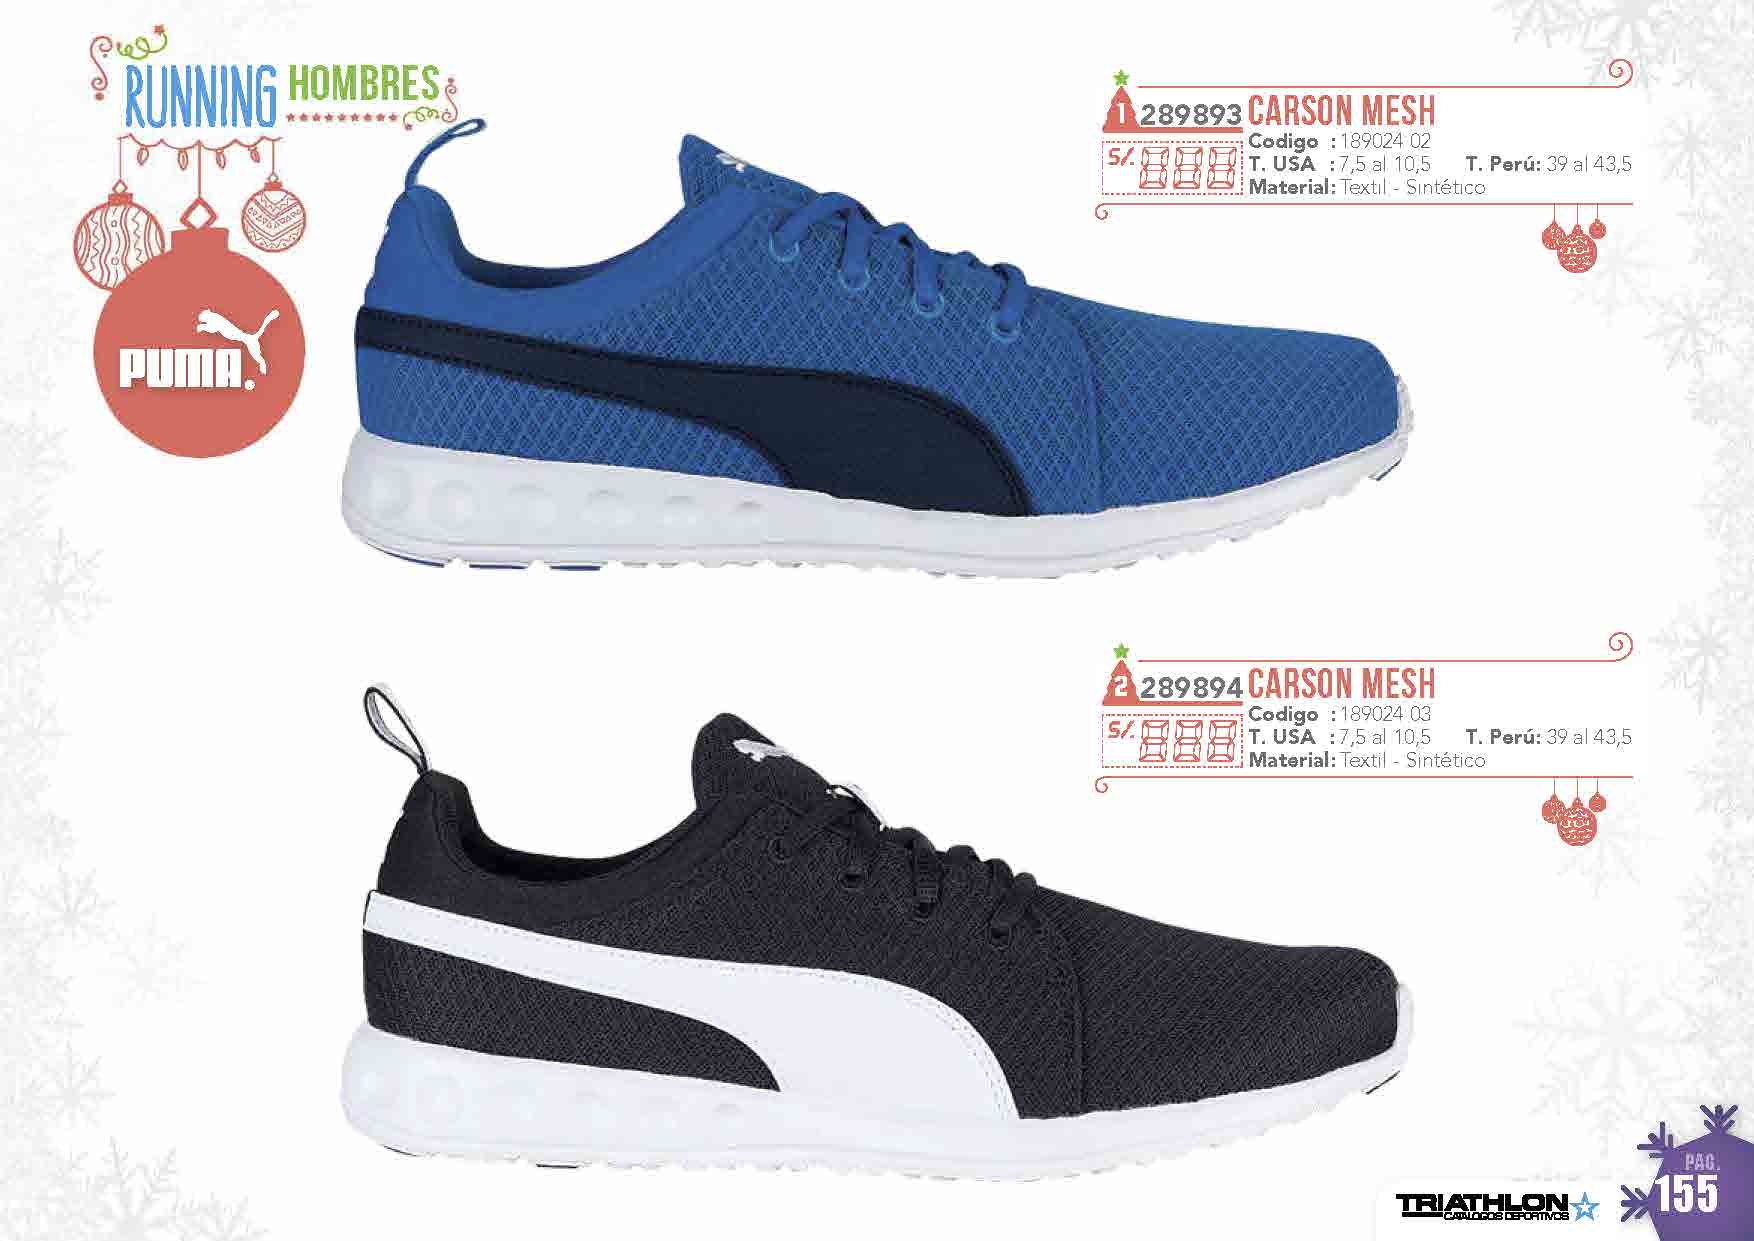 RUNNING HOMBRES
PUMA®
1 289893 CARSON MESH
Codigo : 189024 02
S/. 888
T. USA : 7,5 al 10,5 T. Perú: 39 al 43,5
Material: Textil - Sintético
2 289894 CARSON MESH
Codigo : 189024 03
S/. 888
T. USA : 7,5 al 10,5 T. Perú: 39 al 43,5
Material: Textil - Sintético
PAG.
155
TRIATHLON
CATALOGOS DEPORTIVOS